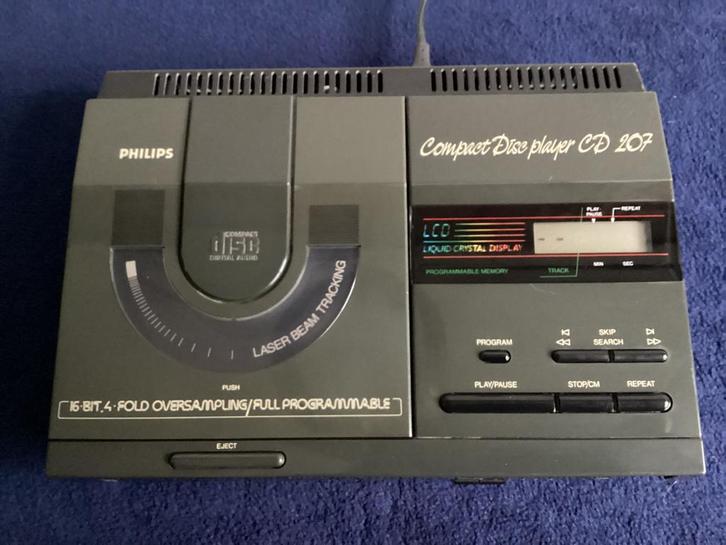 PHILIPS
COMPACT
disc
DIGITAL AUDIO
LASER BEAM TRACKING
PUSH
16-BIT, 4-FOLD OVERSAMPLING/FULL PROGRAMMABLE
EJECT
Compact Disc player CD 207
PLAY
PAUSE
REPEAT
LCD
LIQUID CRYSTAL DISPLAY
- -
PROGRAMMABLE MEMORY
TRACK
MIN
SEC
PROGRAM
SKIP
SEARCH
PLAY/PAUSE
STOP/CM
REPEAT